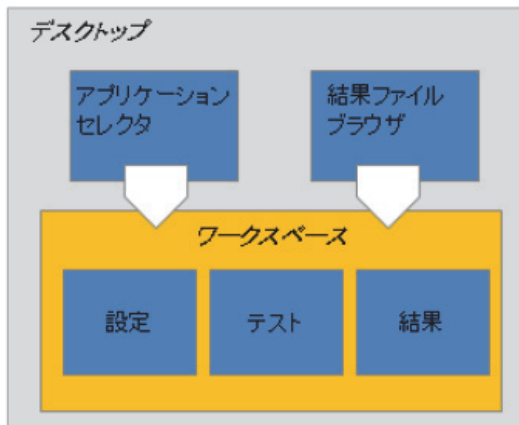 デスクトップ
アプリケーション
セレクタ
結果ファイル
ブラウザ
ワークスペース
設定
テスト
結果